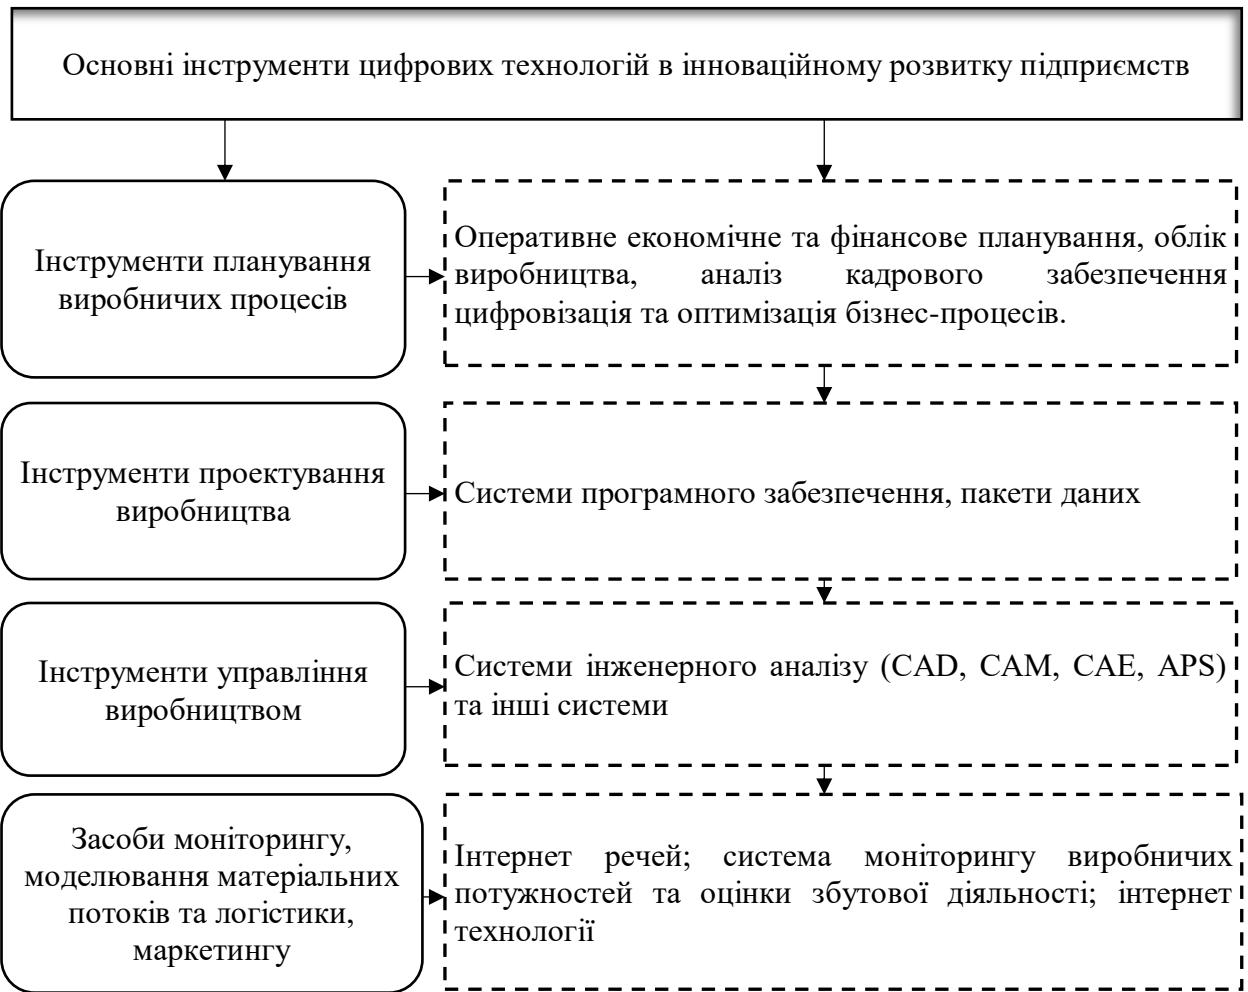 Основні інструменти цифрових технологій в інноваційному розвитку підприємств
Інструменти планування
виробничих процесів
Оперативне економічне та фінансове планування, облік
виробництва, аналіз кадрового забезпечення
цифровізація та оптимізація бізнес-процесів.
Інструменти проектування
виробництва
Системи програмного забезпечення, пакети даних
Інструменти управління
виробництвом
Системи інженерного аналізу (CAD, CAM, CAE, APS)
та інші системи
Засоби моніторингу,
моделювання матеріальних
потоків та логістики,
маркетингу
Інтернет речей; система моніторингу виробничих
потужностей та оцінки збутової діяльності; інтернет
технології